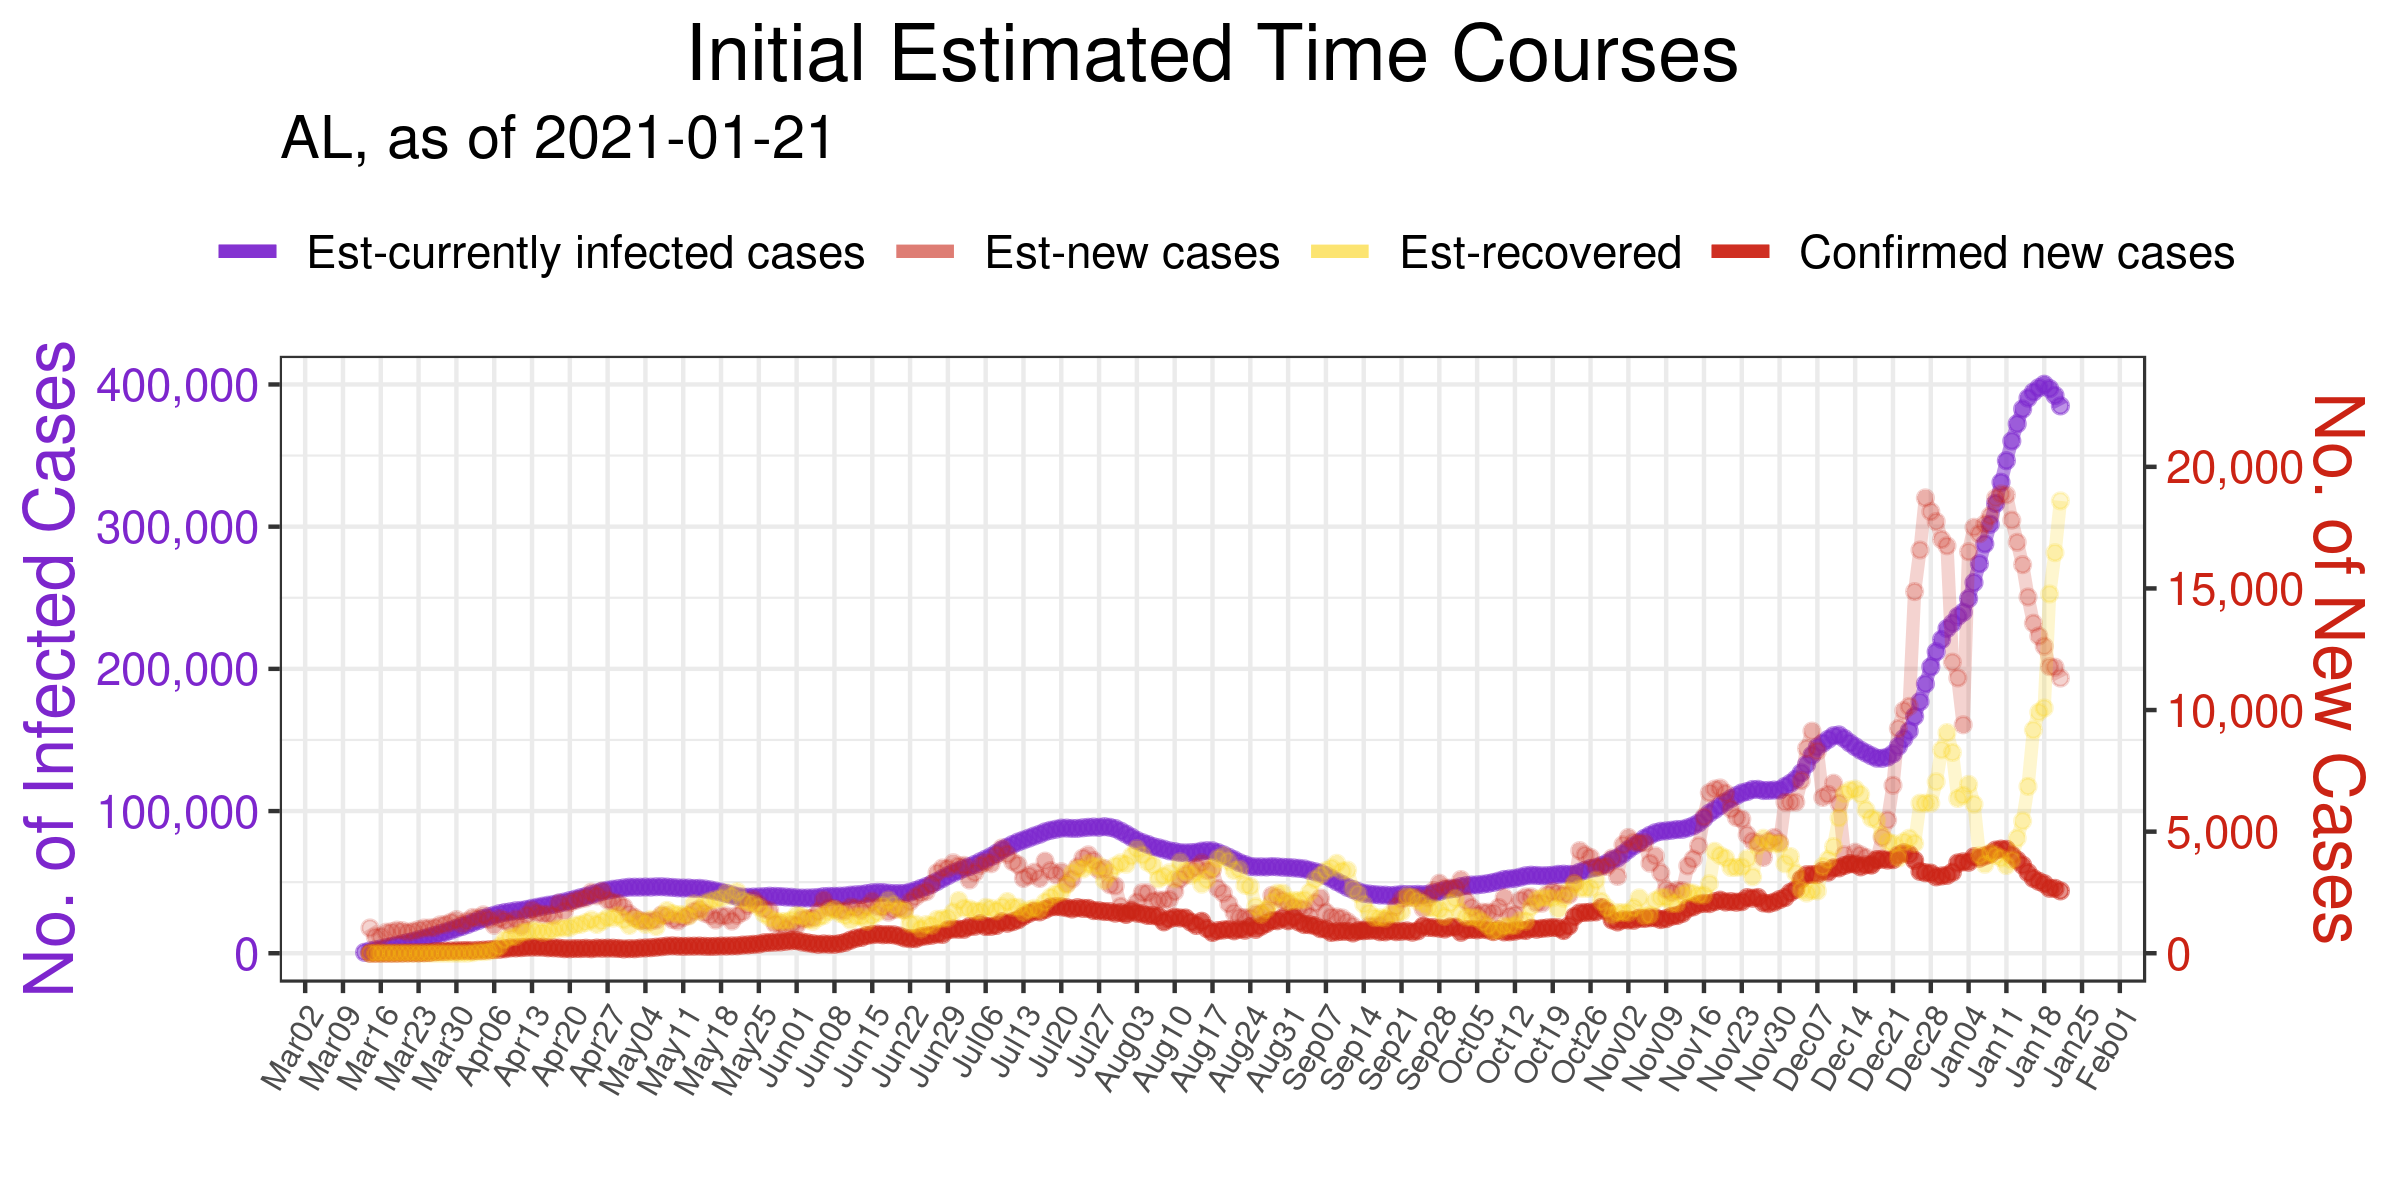 Initial Estimated Time Courses
AL, as of 2021-01-21
Est-currently infected cases Est-new cases Est-recovered Confirmed new cases
No. of Infected Cases
400,000
300,000
200,000
100,000
0
20,000
15,000
10,000
5,000
0
No. of New Cases
Mar02 Mar09 Mar16 Mar23 Mar30 Apr06 Apr13 Apr20 Apr27 May04 May11 May18 May25 Jun01 Jun08 Jun15 Jun22 Jun29 Jul06 Jul13 Jul20 Jul27 Aug03 Aug10 Aug17 Aug24 Aug31 Sep07 Sep14 Sep21 Sep28 Oct05 Oct12 Oct19 Oct26 Nov02 Nov09 Nov16 Nov23 Nov30 Dec07 Dec14 Dec21 Dec28 Jan04 Jan11 Jan18 Jan25 Feb01